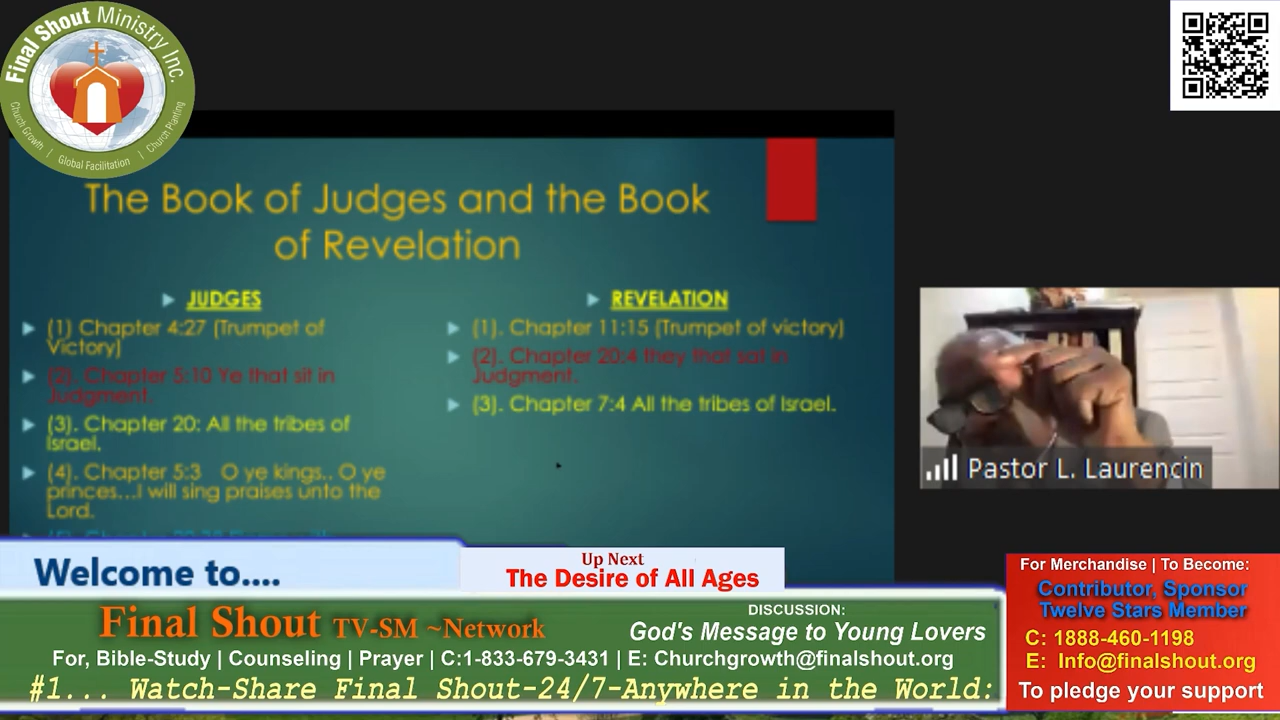 Final Shout Ministry Inc.
Church Growth | Global Facilitation | Church Planting
The Book of Judges and the Book
of Revelation
JUDGES
(1) Chapter 4:27 (Trumpet of
Victory)
(2). Chapter 5:10 Ye that sit in
Judgment.
(3). Chapter 20: All the tribes of
Israel.
(4). Chapter 5:3 O ye kings.. O ye
princes...I will sing praises unto the
Lord.
REVELATION
(1). Chapter 11:15 (Trumpet of victory)
(2). Chapter 20:4 they that sat in
Judgment.
(3). Chapter 7:4 All the tribes of Israel.
Pastor L. Laurencin
Welcome to....
Up Next
The Desire of All Ages
Final Shout TV-SM ~Network
DISCUSSION:
God's Message to Young Lovers
For, Bible-Study | Counseling | Prayer | C:1-833-679-3431 | E: Churchgrowth@finalshout.org
#1... Watch-Share Final Shout-24/7-Anywhere in the World:
For Merchandise | To Become:
Contributor, Sponsor
Twelve Stars Member
C: 1888-460-1198
E: Info@finalshout.org
To pledge your support